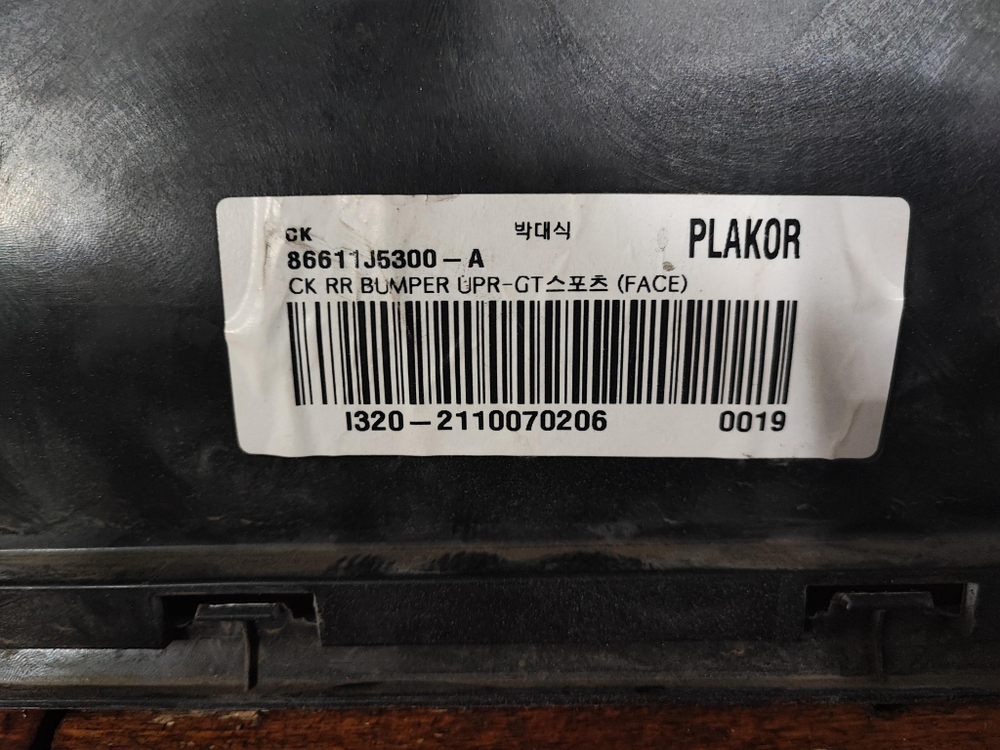 CK 박대식 PLAKOR
86611J5300-A
CK RR BUMPER UPR-GT스포츠 (FACE)
I320-2110070206 0019